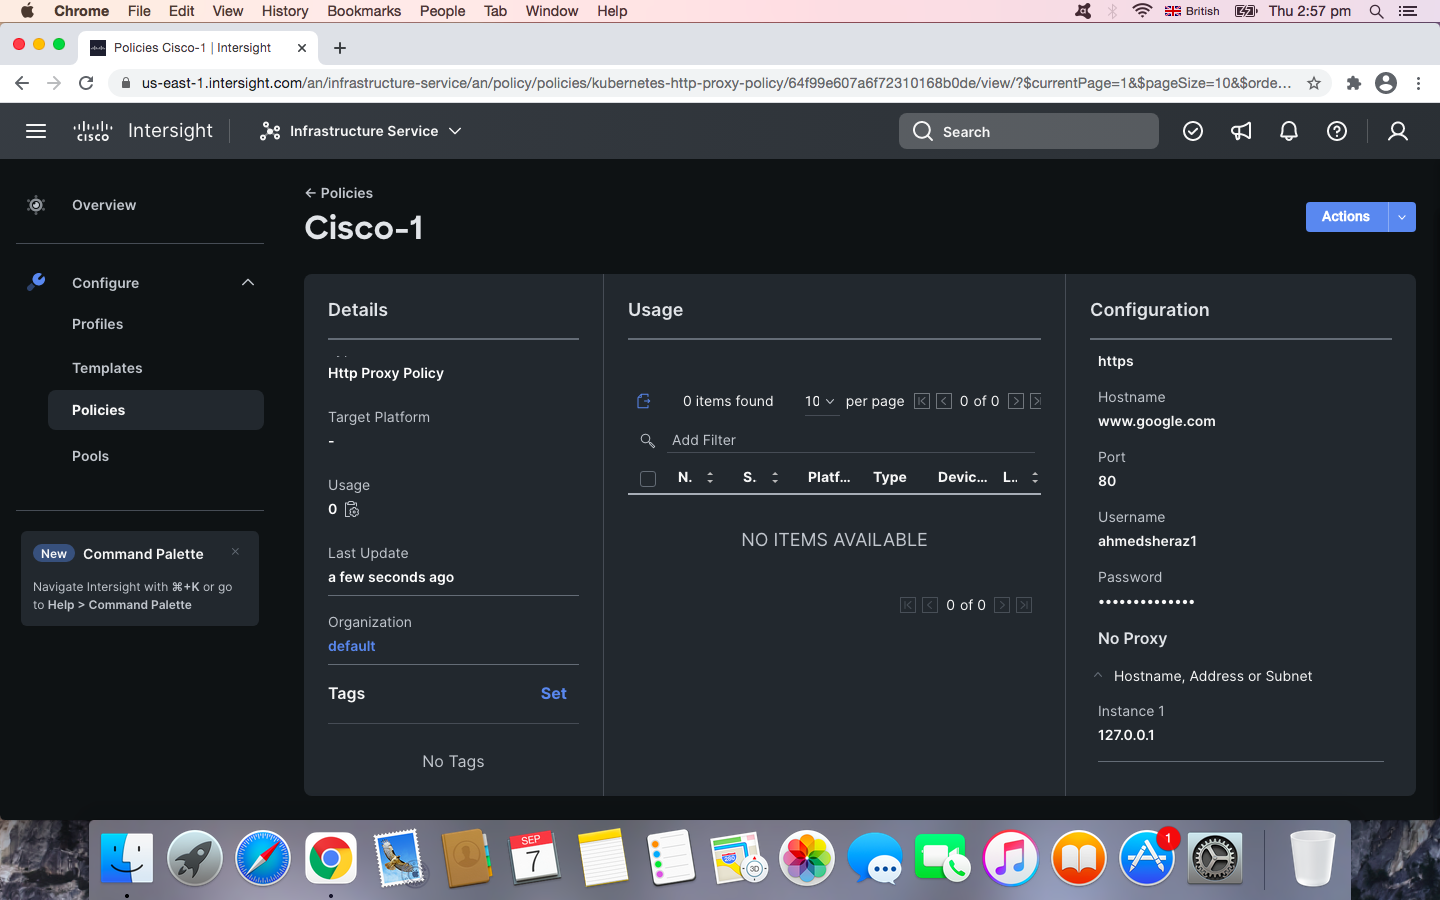 Chrome File Edit View History Bookmarks People Tab Window Help British Thu 2:57 pm
Policies Cisco-1 | Intersight
us-east-1.intersight.com/an/infrastructure-service/an/policy/policies/kubernetes-http-proxy-policy/64f99e607a6f72310168b0de/view/?$currentPage=1&$pageSize=10&$orde...
CISCO Intersight Infrastructure Service Search
Overview
Configure
Profiles
Templates
Policies
Pools
New Command Palette
Navigate Intersight with ⌘+K or go
to Help > Command Palette
← Policies
Cisco-1
Actions
Details
Http Proxy Policy
Target Platform
-
Usage
0
Last Update
a few seconds ago
Organization
default
Tags Set
No Tags
Usage
0 items found 10 per page 0 of 0
Add Filter
N. S. Platf... Type Devic... L..
NO ITEMS AVAILABLE
0 of 0
Configuration
https
Hostname
www.google.com
Port
80
Username
ahmedsheraz1
Password
••••••••••••••
No Proxy
Hostname, Address or Subnet
Instance 1
127.0.0.1
SEP
7
280
3D
1